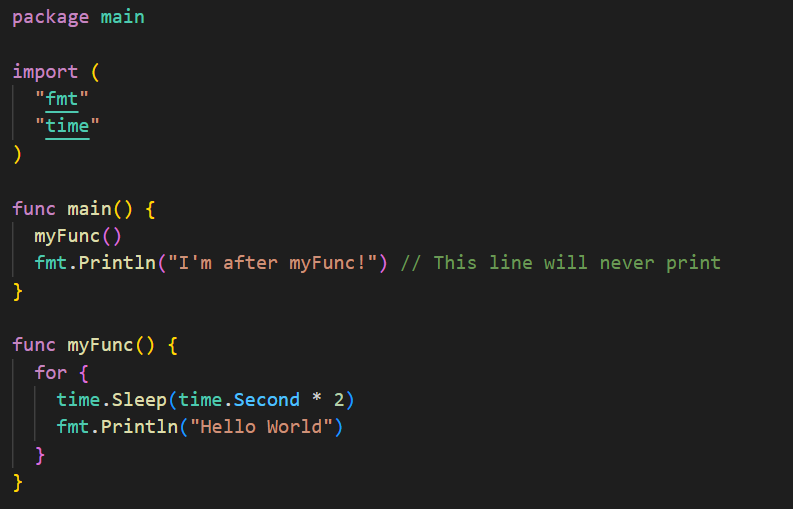 package main
import (
"fmt"
"time"
)
func main() {
myFunc()
fmt.Println("I'm after myFunc!") // This line will never print
}
func myFunc() {
for {
time.Sleep(time.Second * 2)
fmt.Println("Hello World")
}
}